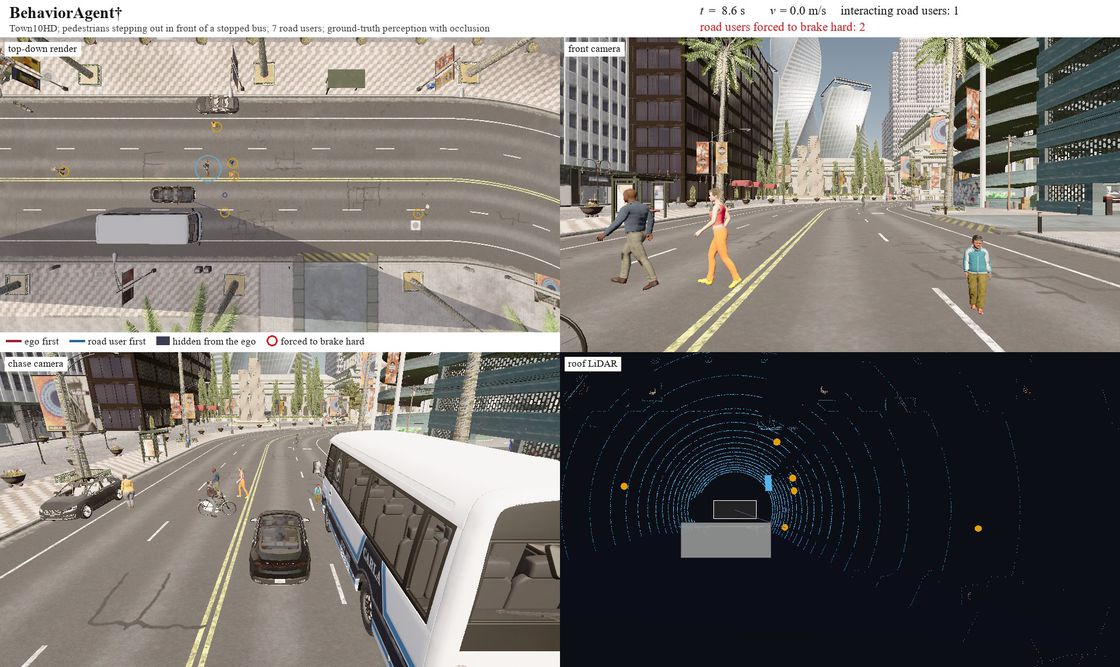 BehaviorAgent†
t = 8.6 s v = 0.0 m/s interacting road users: 1
Town10HD; pedestrians stepping out in front of a stopped bus; 7 road users; ground-truth perception with occlusion
road users forced to brake hard: 2
top-down render
front camera
ego first
road user first
hidden from the ego
forced to brake hard
chase camera
roof LiDAR